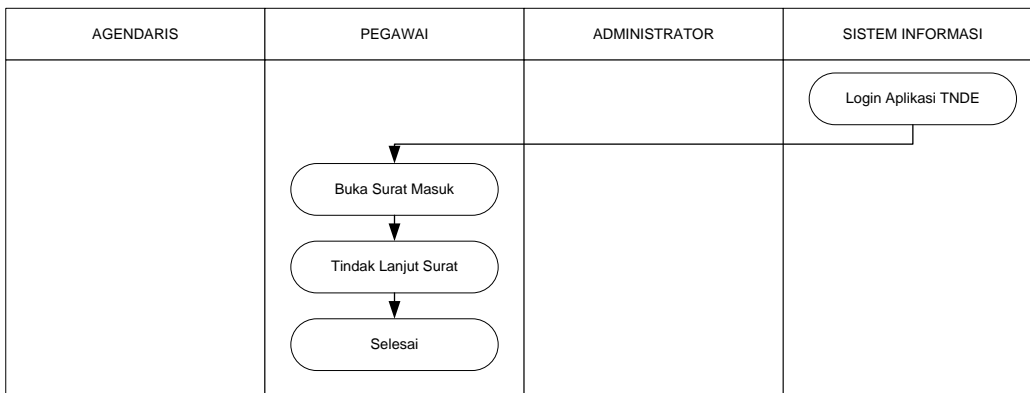 AGENDARIS
PEGAWAI
ADMINISTRATOR
SISTEM INFORMASI
Login Aplikasi TNDE
Buka Surat Masuk
Tindak Lanjut Surat
Selesai